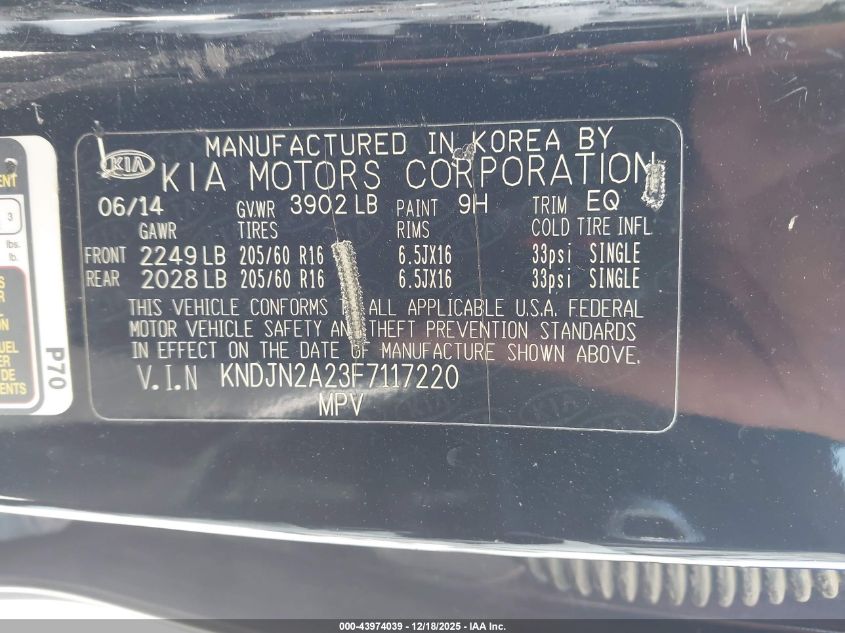 MANUFACTURED IN KOREA BY
KIA KIA MOTORS CORPORATION
06/14 GVWR 3902 LB PAINT 9H TRIM EQ
GAWR TIRES RIMS COLD TIRE INFL
FRONT 2249 LB 205/60 R16 6.5JX16 33psi SINGLE
REAR 2028 LB 205/60 R16 6.5JX16 33psi SINGLE
THIS VEHICLE CONFORMS TO ALL APPLICABLE U.S.A. FEDERAL
MOTOR VEHICLE SAFETY AND THEFT PREVENTION STANDARDS
IN EFFECT ON THE DATE OF MANUFACTURE SHOWN ABOVE.
V.I.N KNDJN2A23F7117220
MPV
3
lbs.
lb.
P70
000-43974039 - 12/18/2025 - IAA Inc.